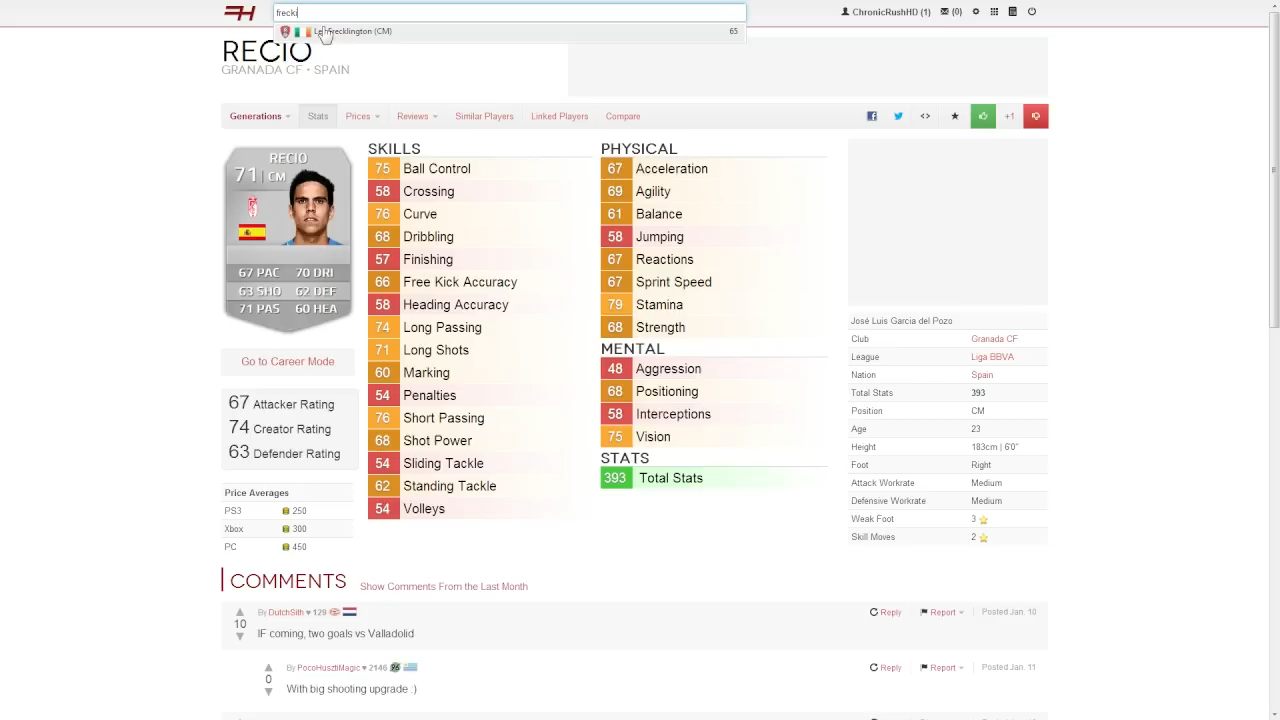 frecki
ChronicRushHD (1)
(0)
Frecklington (CM)
65
RECIO
GRANADA CF • SPAIN
Generations
Stats
Prices
Reviews
Similar Players
Linked Players
Compare
+1
RECIO
71 | CM
67 PAC 70 DRI
63 SHO 62 DEF
71 PAS 60 HEA
Go to Career Mode
67 Attacker Rating
74 Creator Rating
63 Defender Rating
Price Averages
PS3 250
Xbox 300
PC 450
SKILLS
75 Ball Control
58 Crossing
76 Curve
68 Dribbling
57 Finishing
66 Free Kick Accuracy
58 Heading Accuracy
74 Long Passing
71 Long Shots
60 Marking
54 Penalties
76 Short Passing
68 Shot Power
54 Sliding Tackle
62 Standing Tackle
54 Volleys
PHYSICAL
67 Acceleration
69 Agility
61 Balance
58 Jumping
67 Reactions
67 Sprint Speed
79 Stamina
68 Strength
MENTAL
48 Aggression
68 Positioning
58 Interceptions
75 Vision
STATS
393 Total Stats
José Luis García del Pozo
Club Granada CF
League Liga BBVA
Nation Spain
Total Stats 393
Position CM
Age 23
Height 183cm | 6'0"
Foot Right
Attack Workrate Medium
Defensive Workrate Medium
Weak Foot 3
Skill Moves 2
COMMENTS Show Comments From the Last Month
10
By DutchSith ♥ 129
Reply Report Posted Jan. 10
IF coming, two goals vs Valladolid
0
By PocoHusztiMagic ♥ 2146
Reply Report Posted Jan. 11
With big shooting upgrade :)